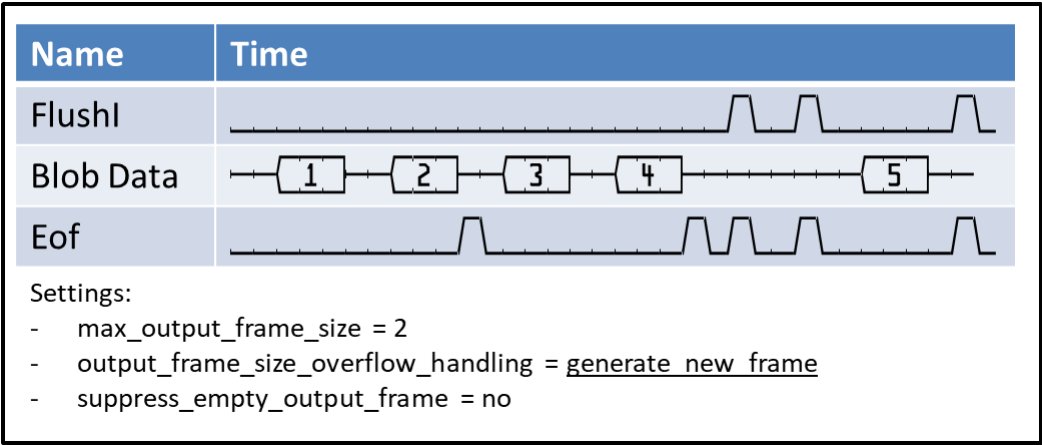 Name Time
FlushI
Blob Data 1 2 3 4 5
Eof
Settings:
- max_output_frame_size = 2
- output_frame_size_overflow_handling = generate_new_frame
- suppress_empty_output_frame = no